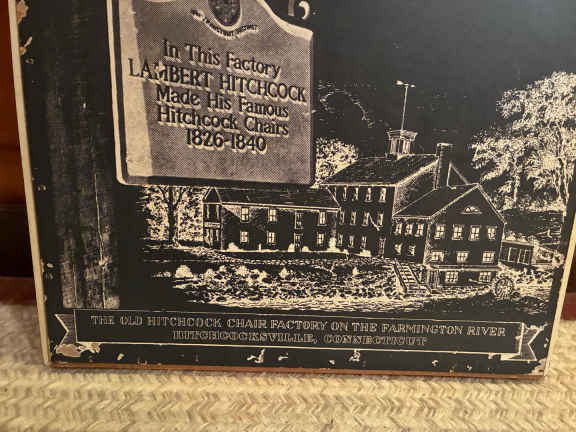 In This Factory
LAMBERT HITCHCOCK
Made His Famous
Hitchcock Chairs
1826-1840
THE OLD HITCHCOCK CHAIR FACTORY ON THE FARMINGTON RIVER
HITCHCOCKSVILLE, CONNECTICUT